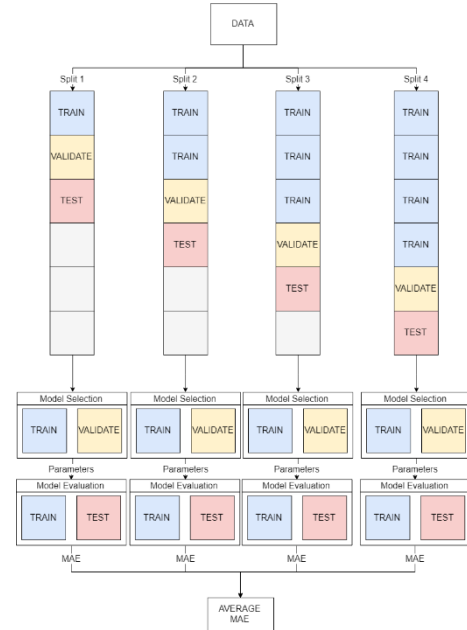 DATA
Split 1 Split 2 Split 3 Split 4
TRAIN TRAIN TRAIN TRAIN
VALIDATE TRAIN TRAIN TRAIN
TEST VALIDATE TRAIN TRAIN
TEST VALIDATE TRAIN
TEST VALIDATE
TEST
Model Selection Model Selection Model Selection Model Selection
TRAIN VALIDATE TRAIN VALIDATE TRAIN VALIDATE TRAIN VALIDATE
Parameters Parameters Parameters Parameters
Model Evaluation Model Evaluation Model Evaluation Model Evaluation
TRAIN TEST TRAIN TEST TRAIN TEST TRAIN TEST
MAE MAE MAE MAE
AVERAGE
MAE